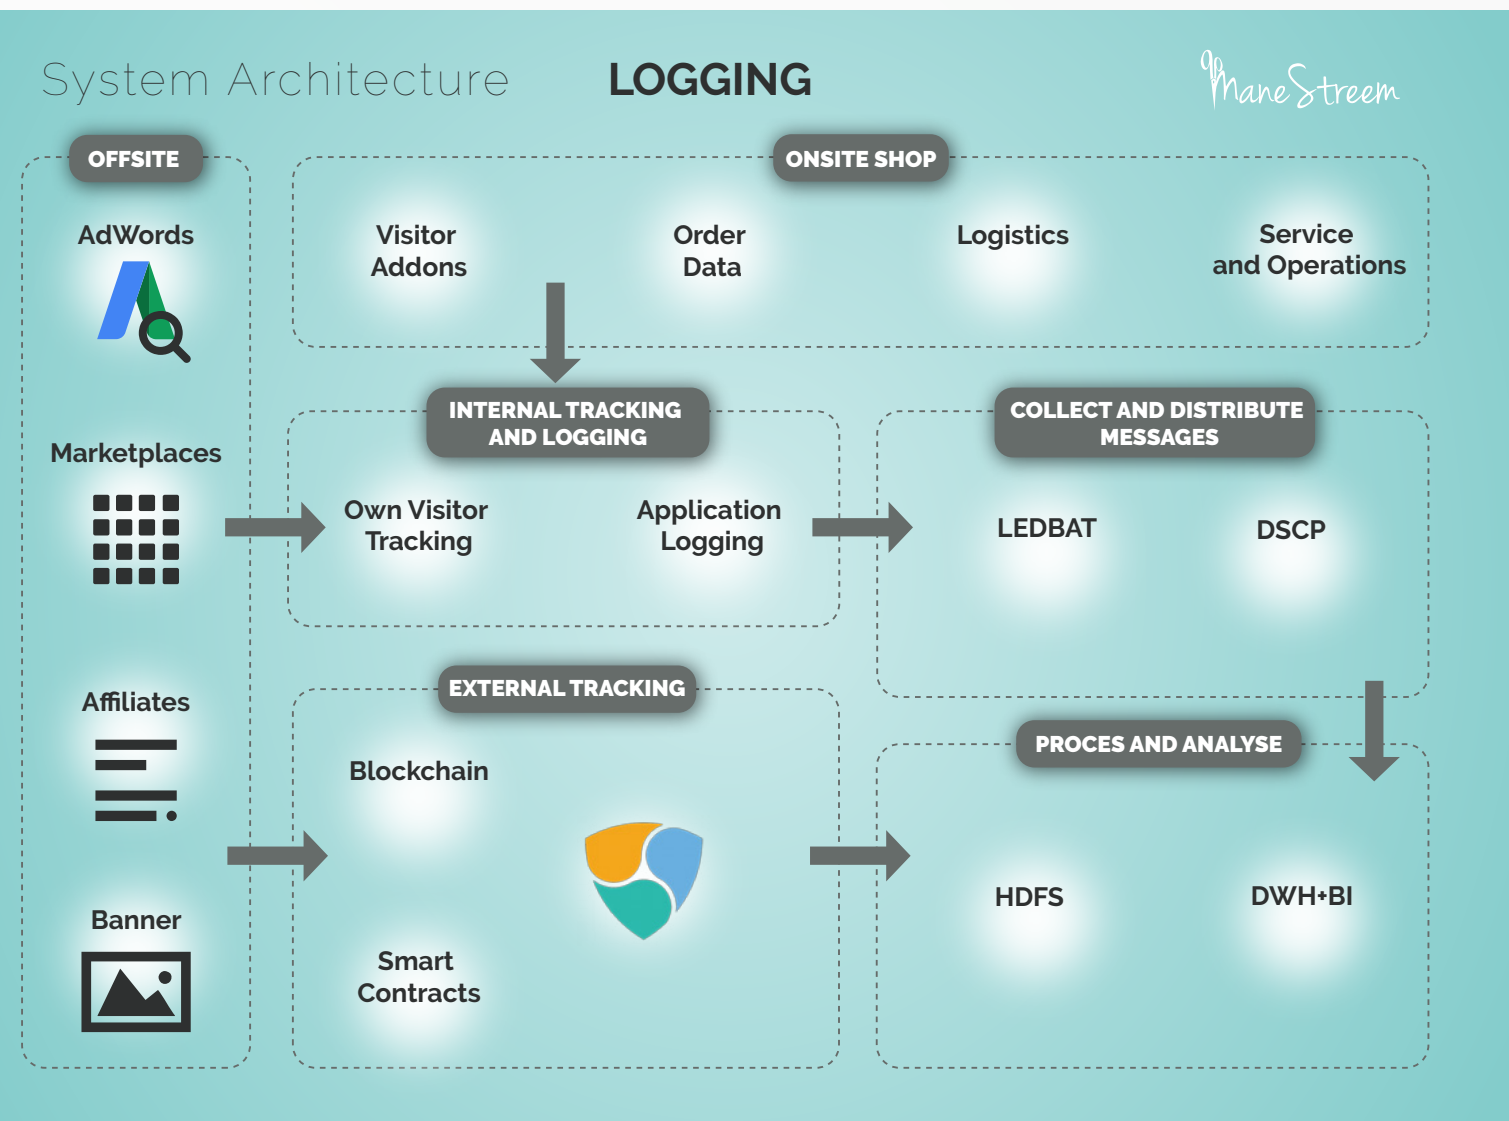 System Architecture LOGGING
ManeStreem
OFFSITE
AdWords
Marketplaces
Affiliates
Banner
ONSITE SHOP
Visitor
Addons
Order
Data
Logistics
Service
and Operations
INTERNAL TRACKING
AND LOGGING
Own Visitor
Tracking
Application
Logging
COLLECT AND DISTRIBUTE
MESSAGES
LEDBAT
DSCP
EXTERNAL TRACKING
Blockchain
Smart
Contracts
PROCES AND ANALYSE
HDFS
DWH+BI